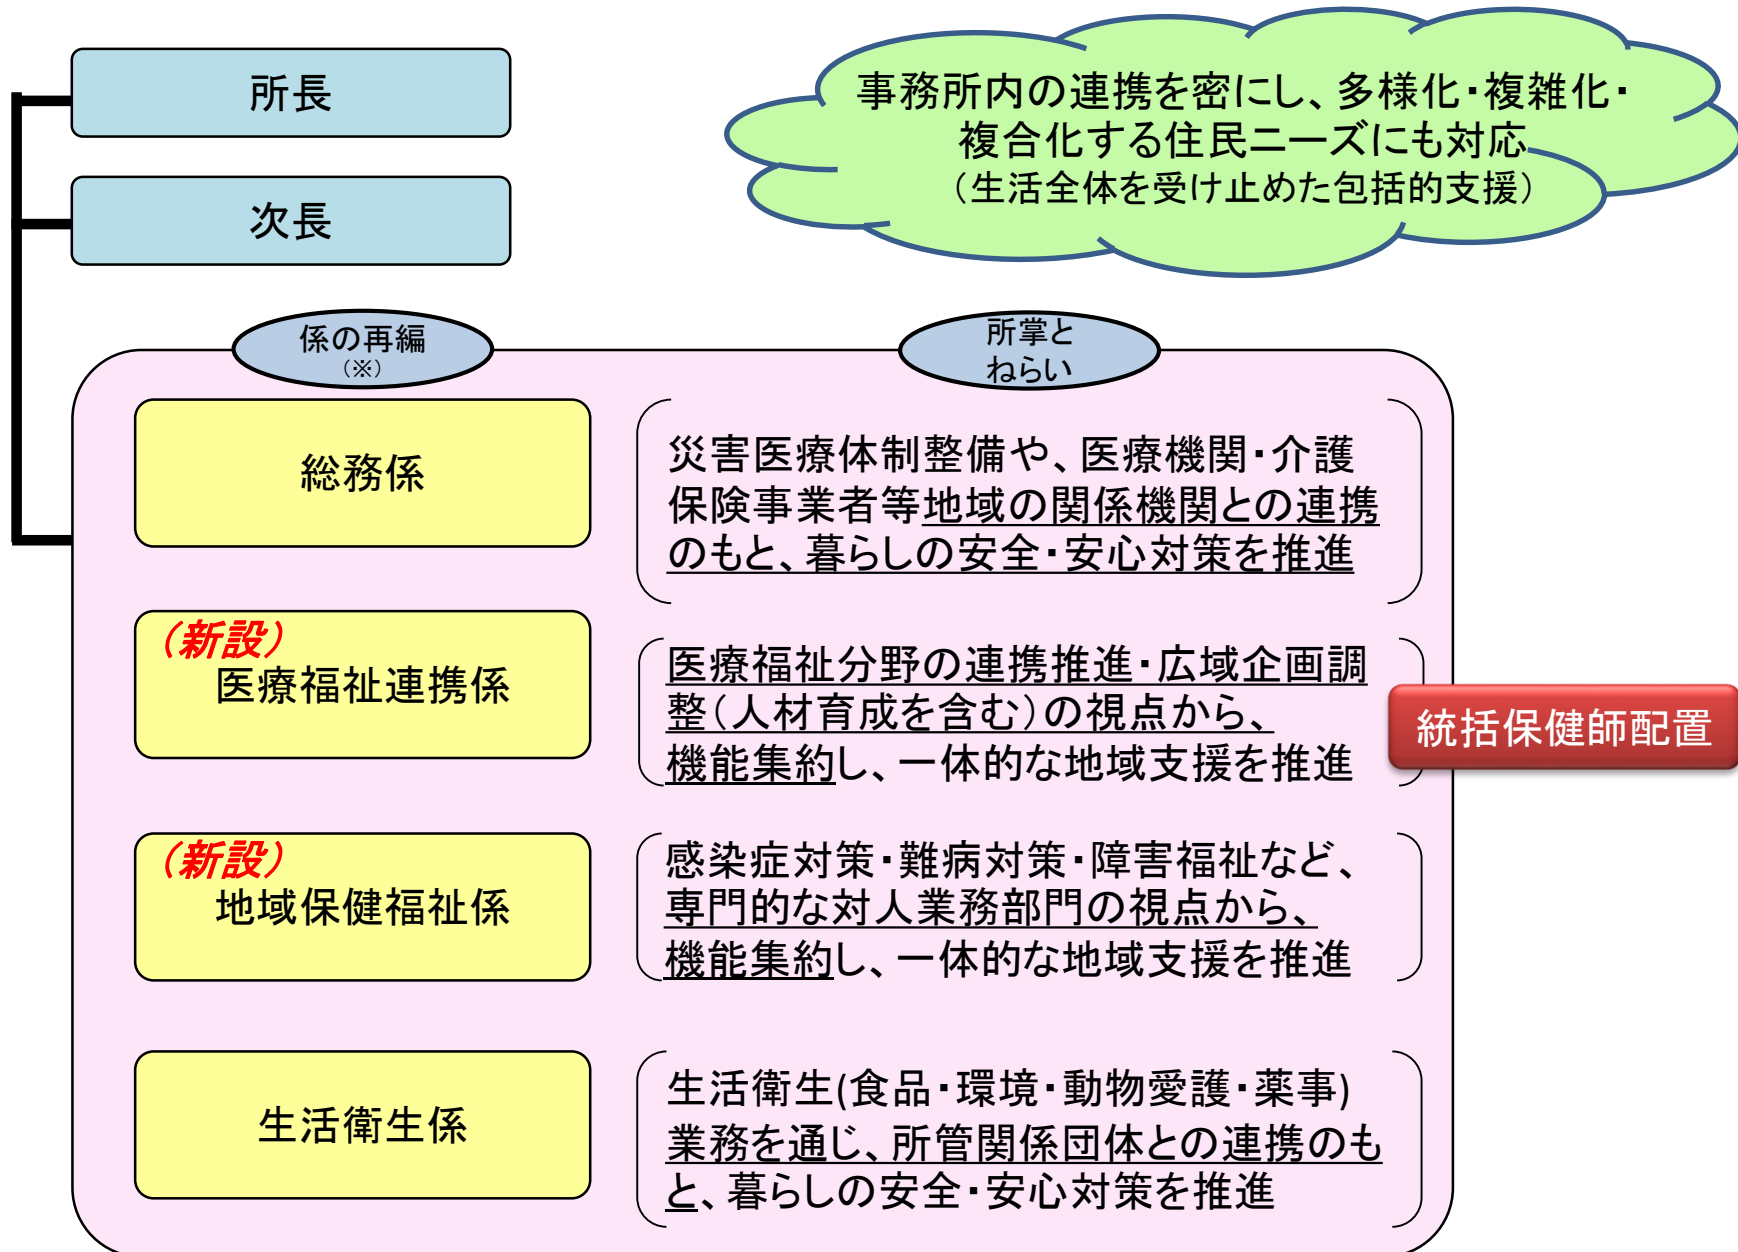 所長
次長
事務所内の連携を密にし、多様化・複雑化・
複合化する住民ニーズにも対応
（生活全体を受け止めた包括的支援）
係の再編
（※）
所掌と
ねらい
総務係
災害医療体制整備や、医療機関・介護
保険事業者等地域の関係機関との連携
のもと、暮らしの安全・安心対策を推進
（新設）
医療福祉連携係
医療福祉分野の連携推進・広域企画調
整（人材育成を含む）の視点から、
機能集約し、一体的な地域支援を推進
統括保健師配置
（新設）
地域保健福祉係
感染症対策・難病対策・障害福祉など、
専門的な対人業務部門の視点から、
機能集約し、一体的な地域支援を推進
生活衛生係
生活衛生(食品・環境・動物愛護・薬事)
業務を通じ、所管関係団体との連携のも
と、暮らしの安全・安心対策を推進